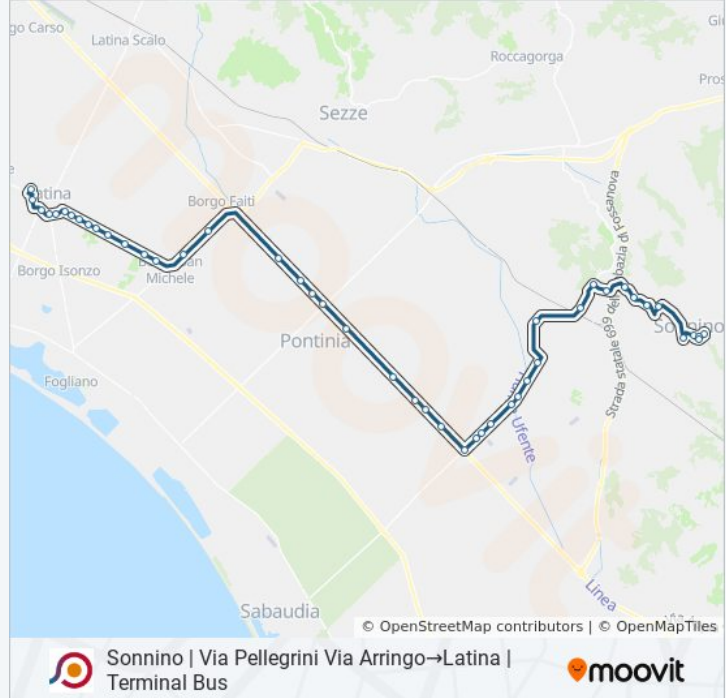 go Carso
Latina Scalo
Roccagorga
Pros
Sezze
Latina
Borgo Faiti
Borgo Isonzo
Michele
Strada statale 699 dell'Abbazia di Fossanova
Sonnino
Pontinia
Fogliano
Ufente
Linea
Sabaudia
© OpenStreetMap contributors | © OpenMapTiles
Sonnino | Via Pellegrini Via Arringo→Latina |
Terminal Bus
moovit